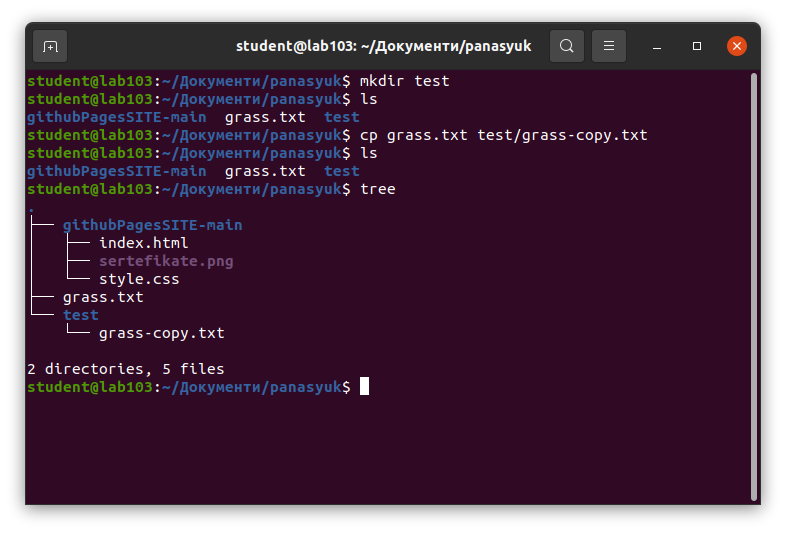 student@lab103: ~/Документи/panasyuk
student@lab103:~/Документи/panasyuk$ mkdir test
student@lab103:~/Документи/panasyuk$ ls
githubPagesSITE-main  grass.txt  test
student@lab103:~/Документи/panasyuk$ cp grass.txt test/grass-copy.txt
student@lab103:~/Документи/panasyuk$ ls
githubPagesSITE-main  grass.txt  test
student@lab103:~/Документи/panasyuk$ tree
.
├── githubPagesSITE-main
│   ├── index.html
│   ├── sertefikate.png
│   └── style.css
├── grass.txt
└── test
    └── grass-copy.txt

2 directories, 5 files
student@lab103:~/Документи/panasyuk$